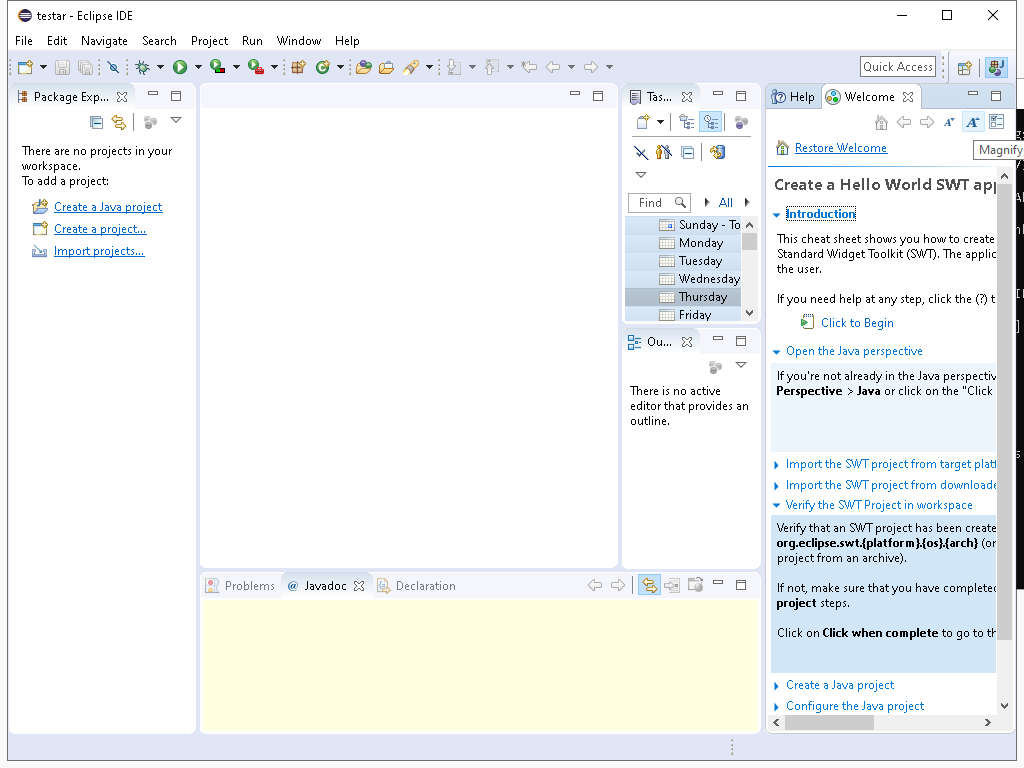 testar - Eclipse IDE
File Edit Navigate Search Project Run Window Help
Quick Access
Package Exp...
There are no projects in your
workspace.
To add a project:
Create a Java project
Create a project...
Import projects...
Tas...
Find
All
Sunday - To
Monday
Tuesday
Wednesday
Thursday
Friday
Ou...
There is no active
editor that provides an
outline.
Problems @ Javadoc Declaration
Help Welcome
Restore Welcome
Magnify
Create a Hello World SWT app
Introduction
This cheat sheet shows you how to create
Standard Widget Toolkit (SWT). The applic
the user.
If you need help at any step, click the (?) t
Click to Begin
Open the Java perspective
If you're not already in the Java perspectiv
Perspective > Java or click on the "Click
Import the SWT project from target platf
Import the SWT project from downloade
Verify the SWT Project in workspace
Verify that an SWT project has been create
org.eclipse.swt.{platform}.{os}.{arch} (or
project from an archive).
If not, make sure that you have completed
project steps.
Click on Click when complete to go to th
Create a Java project
Configure the Java project